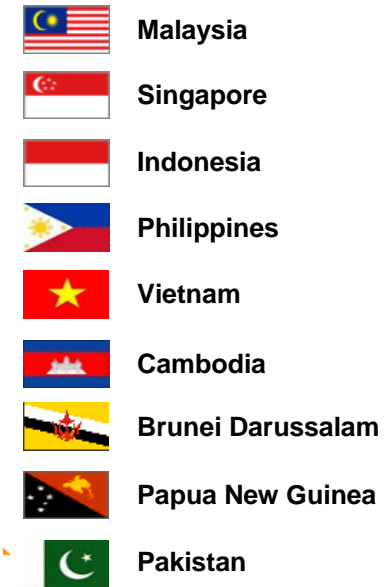 Malaysia
Singapore
Indonesia
Philippines
Vietnam
Cambodia
Brunei Darussalam
Papua New Guinea
Pakistan